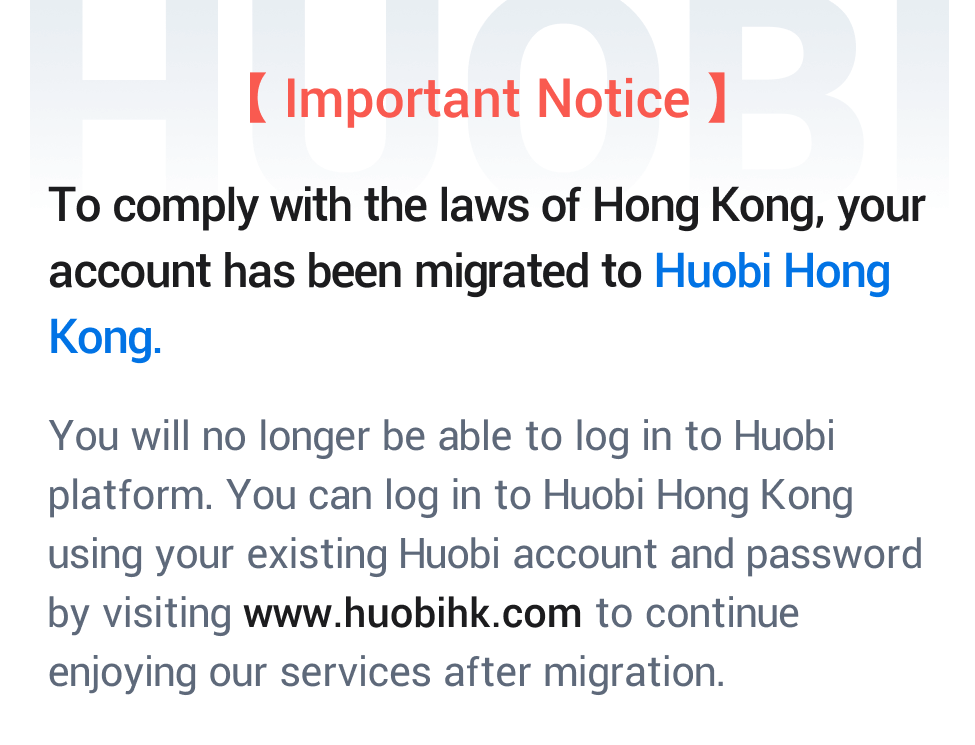 HUOBI
【 Important Notice 】
To comply with the laws of Hong Kong, your
account has been migrated to Huobi Hong
Kong.
You will no longer be able to log in to Huobi
platform. You can log in to Huobi Hong Kong
using your existing Huobi account and password
by visiting www.huobihk.com to continue
enjoying our services after migration.